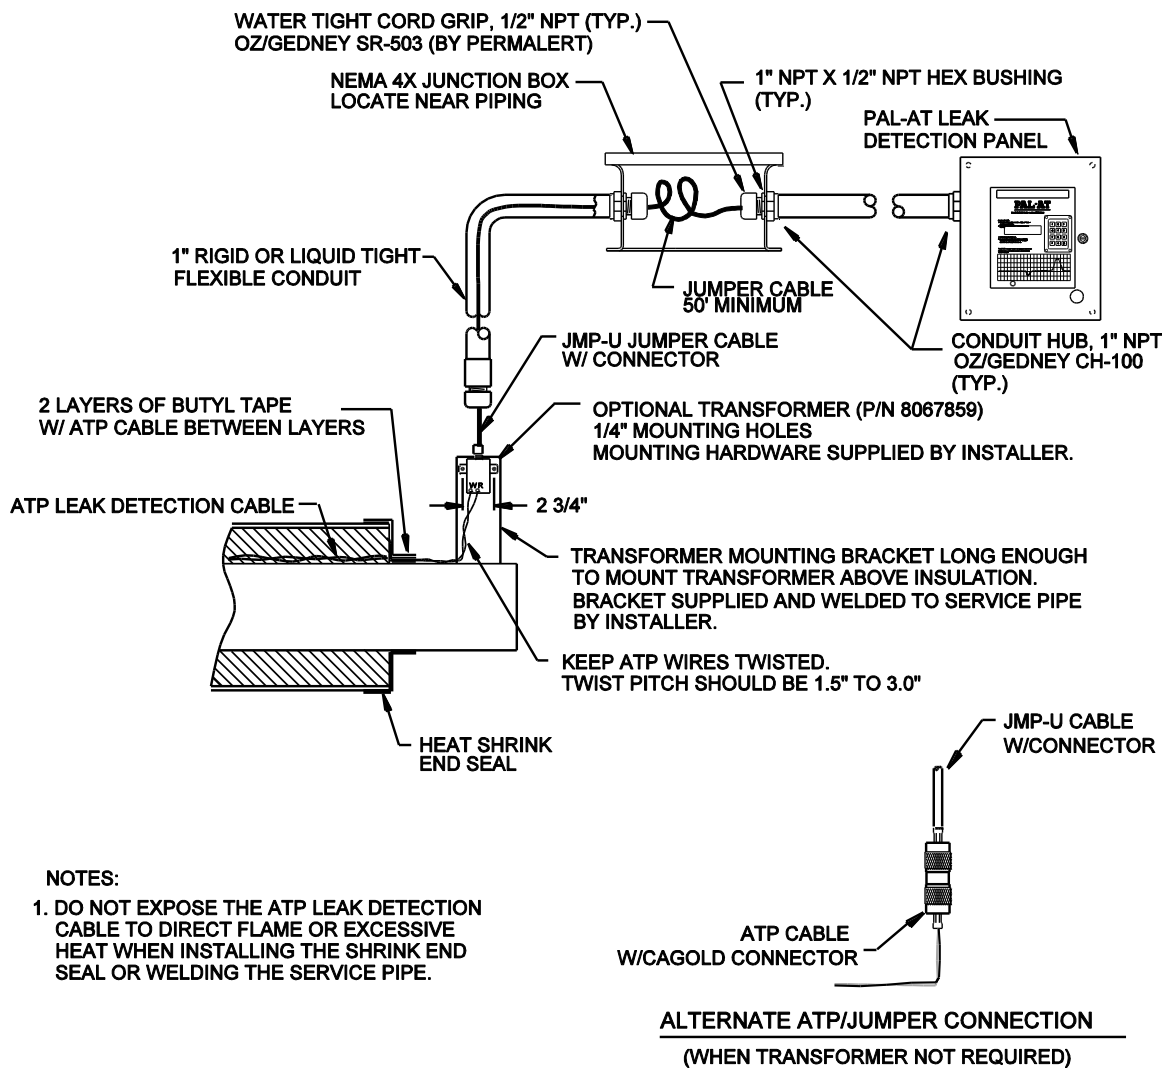 WATER TIGHT CORD GRIP, 1/2" NPT (TYP.)
OZ/GEDNEY SR-503 (BY PERMALERT)
NEMA 4X JUNCTION BOX
LOCATE NEAR PIPING
1" NPT X 1/2" NPT HEX BUSHING
(TYP.)
PAL-AT LEAK
DETECTION PANEL
PAL-AT
1" RIGID OR LIQUID TIGHT
FLEXIBLE CONDUIT
JUMPER CABLE
50' MINIMUM
JMP-U JUMPER CABLE
W/ CONNECTOR
CONDUIT HUB, 1" NPT
OZ/GEDNEY CH-100
(TYP.)
2 LAYERS OF BUTYL TAPE
W/ ATP CABLE BETWEEN LAYERS
OPTIONAL TRANSFORMER (P/N 8067859)
1/4" MOUNTING HOLES
MOUNTING HARDWARE SUPPLIED BY INSTALLER.
WR
ATP LEAK DETECTION CABLE
2 3/4"
TRANSFORMER MOUNTING BRACKET LONG ENOUGH
TO MOUNT TRANSFORMER ABOVE INSULATION.
BRACKET SUPPLIED AND WELDED TO SERVICE PIPE
BY INSTALLER.
KEEP ATP WIRES TWISTED.
TWIST PITCH SHOULD BE 1.5" TO 3.0"
HEAT SHRINK
END SEAL
JMP-U CABLE
W/CONNECTOR
NOTES:
1. DO NOT EXPOSE THE ATP LEAK DETECTION
CABLE TO DIRECT FLAME OR EXCESSIVE
HEAT WHEN INSTALLING THE SHRINK END
SEAL OR WELDING THE SERVICE PIPE.
ATP CABLE
W/CAGOLD CONNECTOR
ALTERNATE ATP/JUMPER CONNECTION
(WHEN TRANSFORMER NOT REQUIRED)